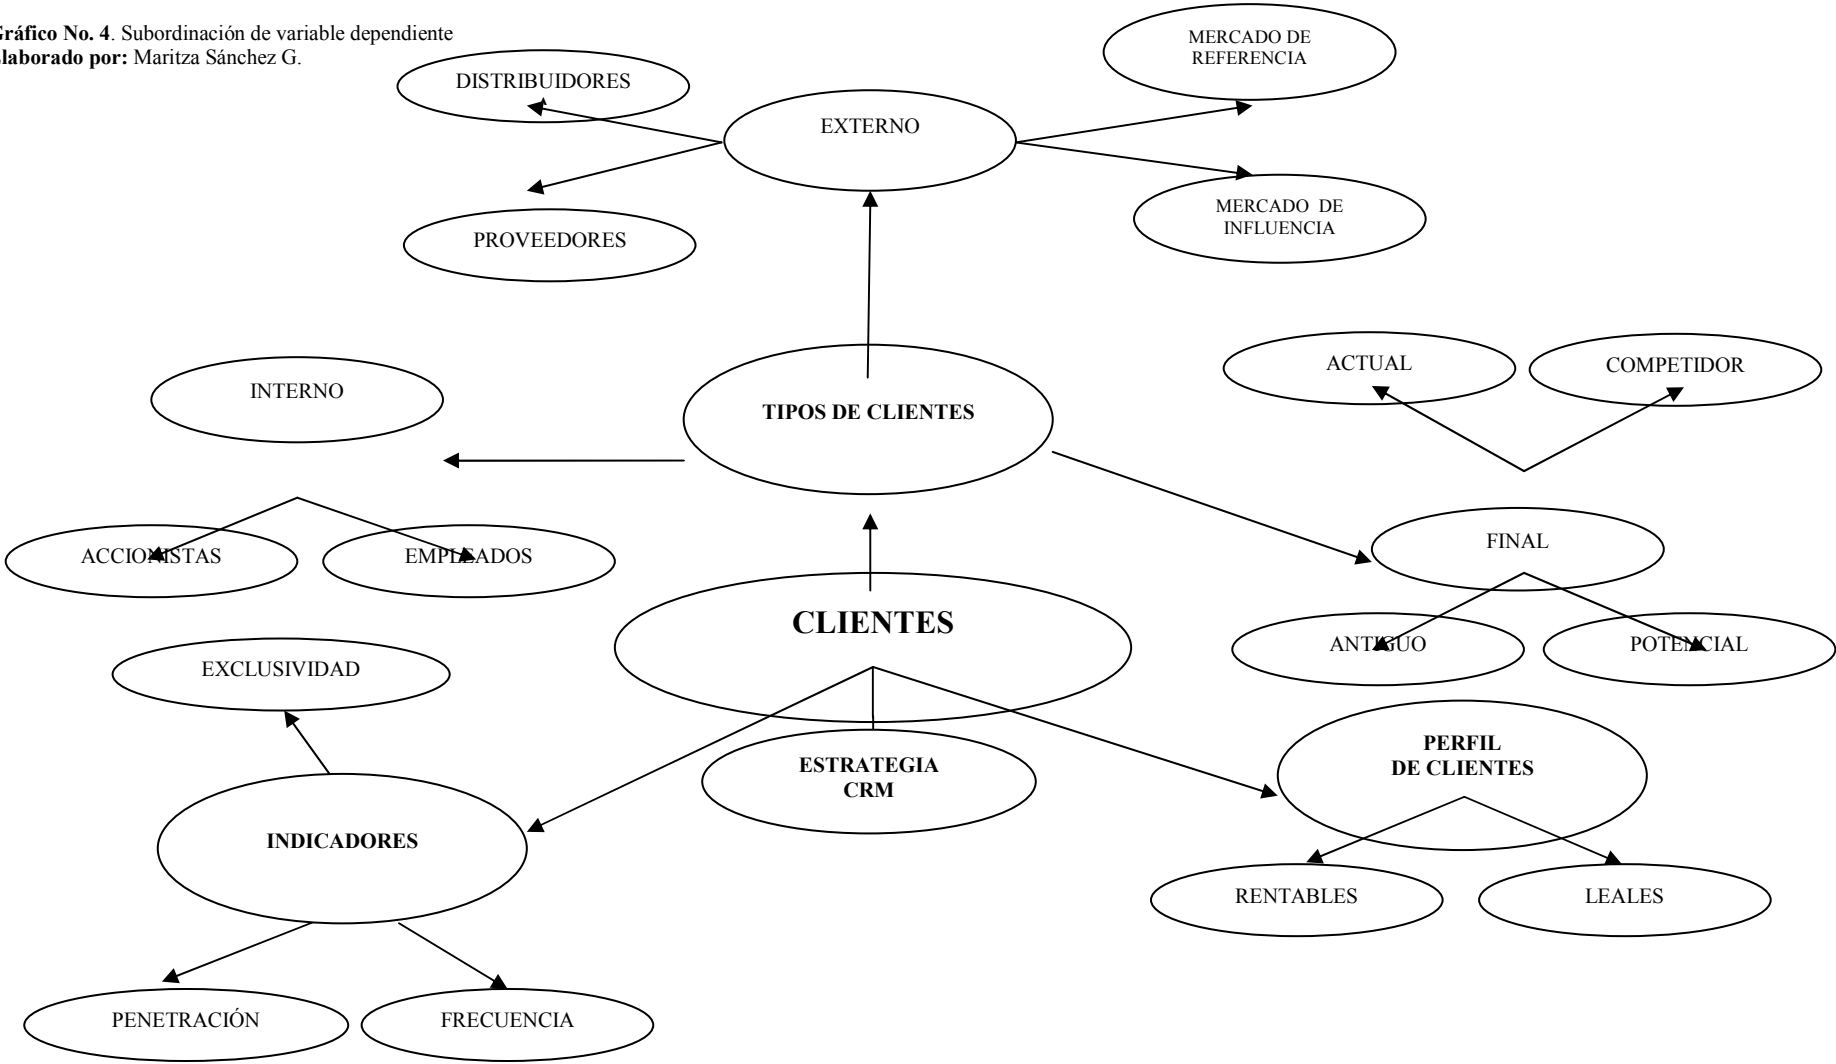 Gráfico No. 4. Subordinación de variable dependiente
Elaborado por: Maritza Sánchez G.
MERCADO DE
REFERENCIA
DISTRIBUIDORES
EXTERNO
MERCADO DE
INFLUENCIA
PROVEEDORES
ACTUAL
COMPETIDOR
INTERNO
TIPOS DE CLIENTES
FINAL
ACCIONISTAS
EMPLEADOS
CLIENTES
ANTIGUO
POTENCIAL
EXCLUSIVIDAD
PERFIL
DE CLIENTES
ESTRATEGIA
CRM
INDICADORES
RENTABLES
LEALES
PENETRACIÓN
FRECUENCIA